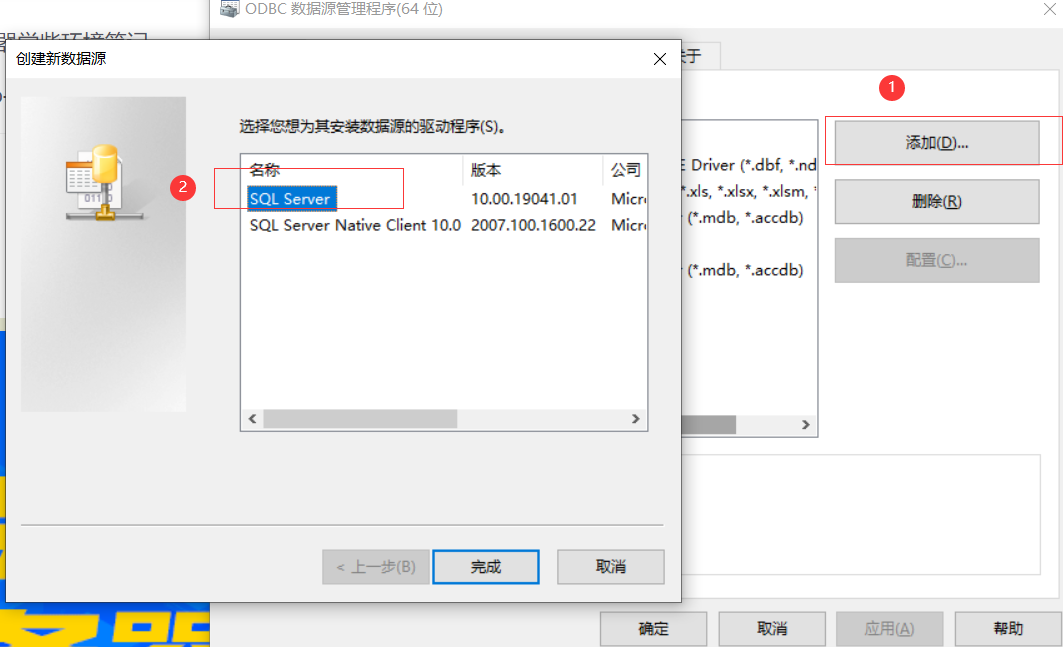 ODBC 数据源管理程序(64 位)
创建新数据源
关于
1
选择您想为其安装数据源的驱动程序(S)。
名称 版本 公司
2
SQL Server 10.00.19041.01 Micr
SQL Server Native Client 10.0 2007.100.1600.22 Micr
E Driver (*.dbf, *.nd
*.xls, *.xlsx, *.xlsm, *
(*.mdb, *.accdb)
(*.mdb, *.accdb)
添加(D)...
删除(R)
配置(C)...
< 上一步(B) 完成 取消
确定 取消 应用(A) 帮助